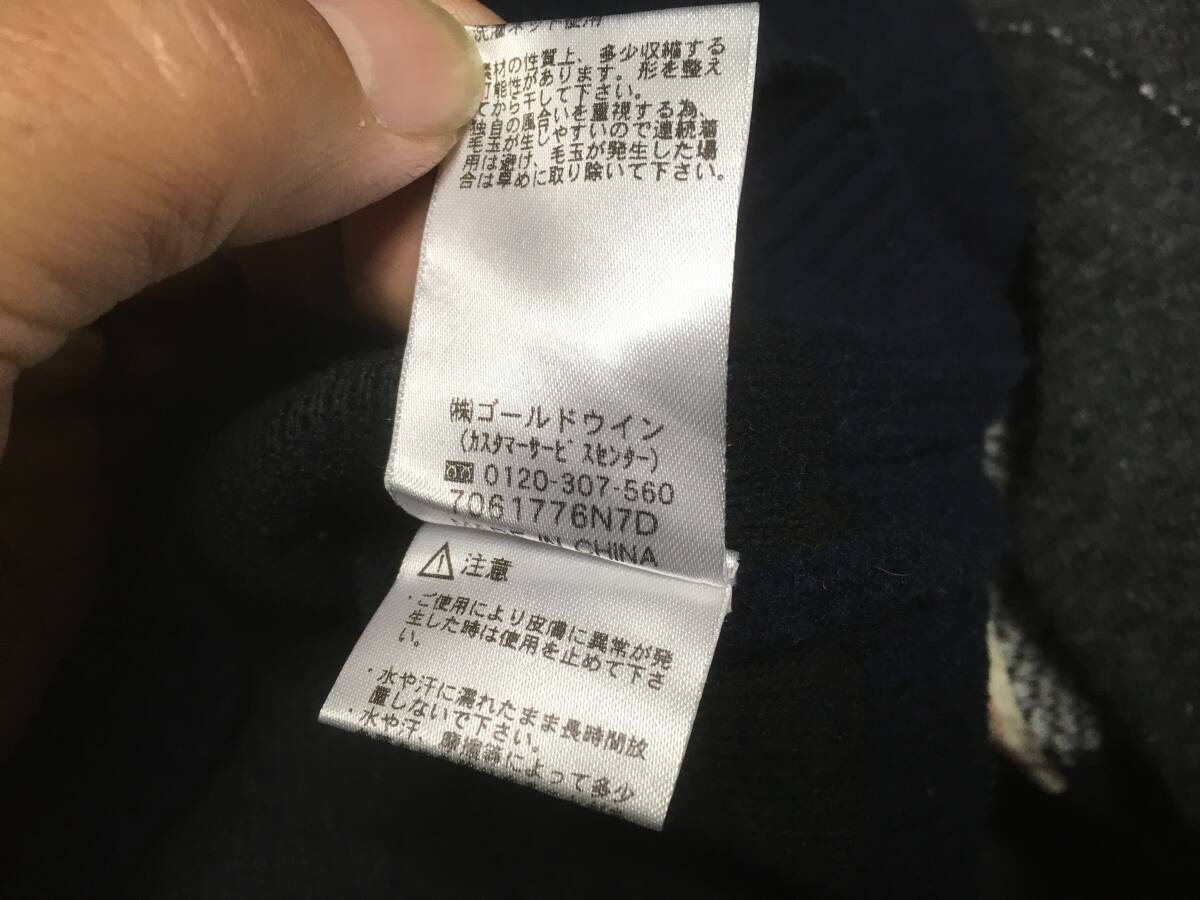 洗濯ネット使用
素材の性質上、多少収縮する
可能性があります。形を整え
てから干して下さい。
独自の風合いを重視する為、
毛玉が生じやすいので連続着
用は避け、毛玉が発生した場
合は早めに取り除いて下さい。
㈱ゴールドウイン
(ｶｽﾀﾏｰｻｰﾋﾞｽｾﾝﾀｰ)
0120-307-560
7061776N7D
MADE IN CHINA
注意
・ご使用により皮膚に異常が発
生した時は使用を止めて下さ
い。
・水や汗に濡れたまま長時間放
置しないで下さい。
・水や汗、摩擦等によって多少